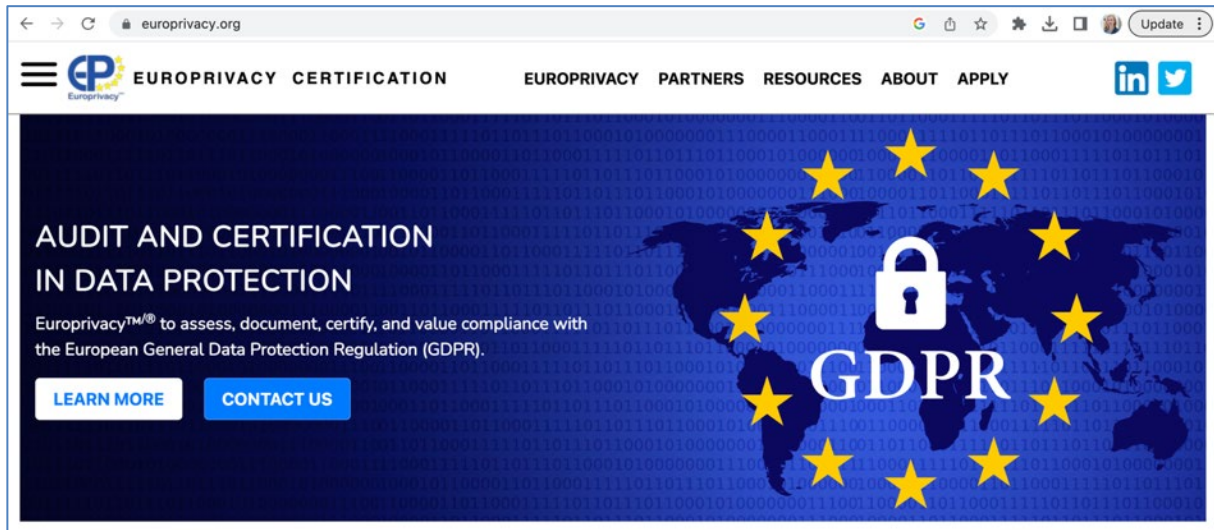 europrivacy.org
Update
Europrivacy™
EUROPRIVACY CERTIFICATION
EUROPRIVACY PARTNERS RESOURCES ABOUT APPLY
in
AUDIT AND CERTIFICATION
IN DATA PROTECTION
Europrivacy™/® to assess, document, certify, and value compliance with
the European General Data Protection Regulation (GDPR).
LEARN MORE
CONTACT US
GDPR